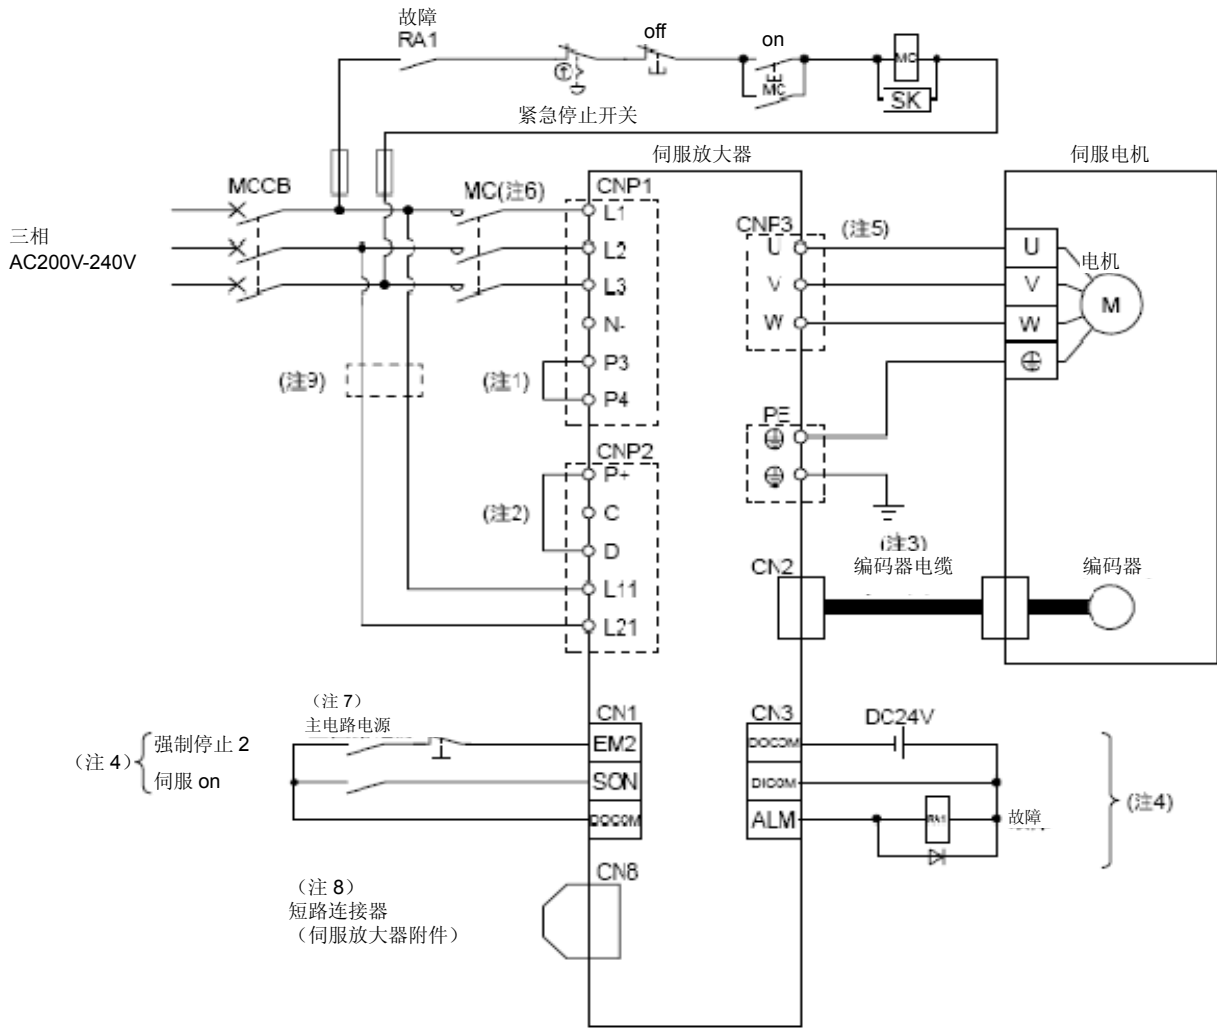 故障
RA1
off
on
MC
MC
SK
紧急停止开关
伺服放大器
伺服电机
MCCB
MC(注6)
CNP1
三相
AC200V-240V
L1
L2
L3
N-
P3
P4
(注1)
(注9)
CNP3
(注5)
U
V
W
U
V
W
电机
M
PE
(注3)
CNP2
P+
C
D
L11
L21
(注2)
CN2
编码器电缆
编码器
(注 7)
主电路电源
(注 4)
强制停止 2
伺服 on
CN1
EM2
SON
DOCOM
CN3
DOCOM
DICOM
ALM
DC24V
RA1
故障
(注4)
CN8
(注 8)
短路连接器
(伺服放大器附件)